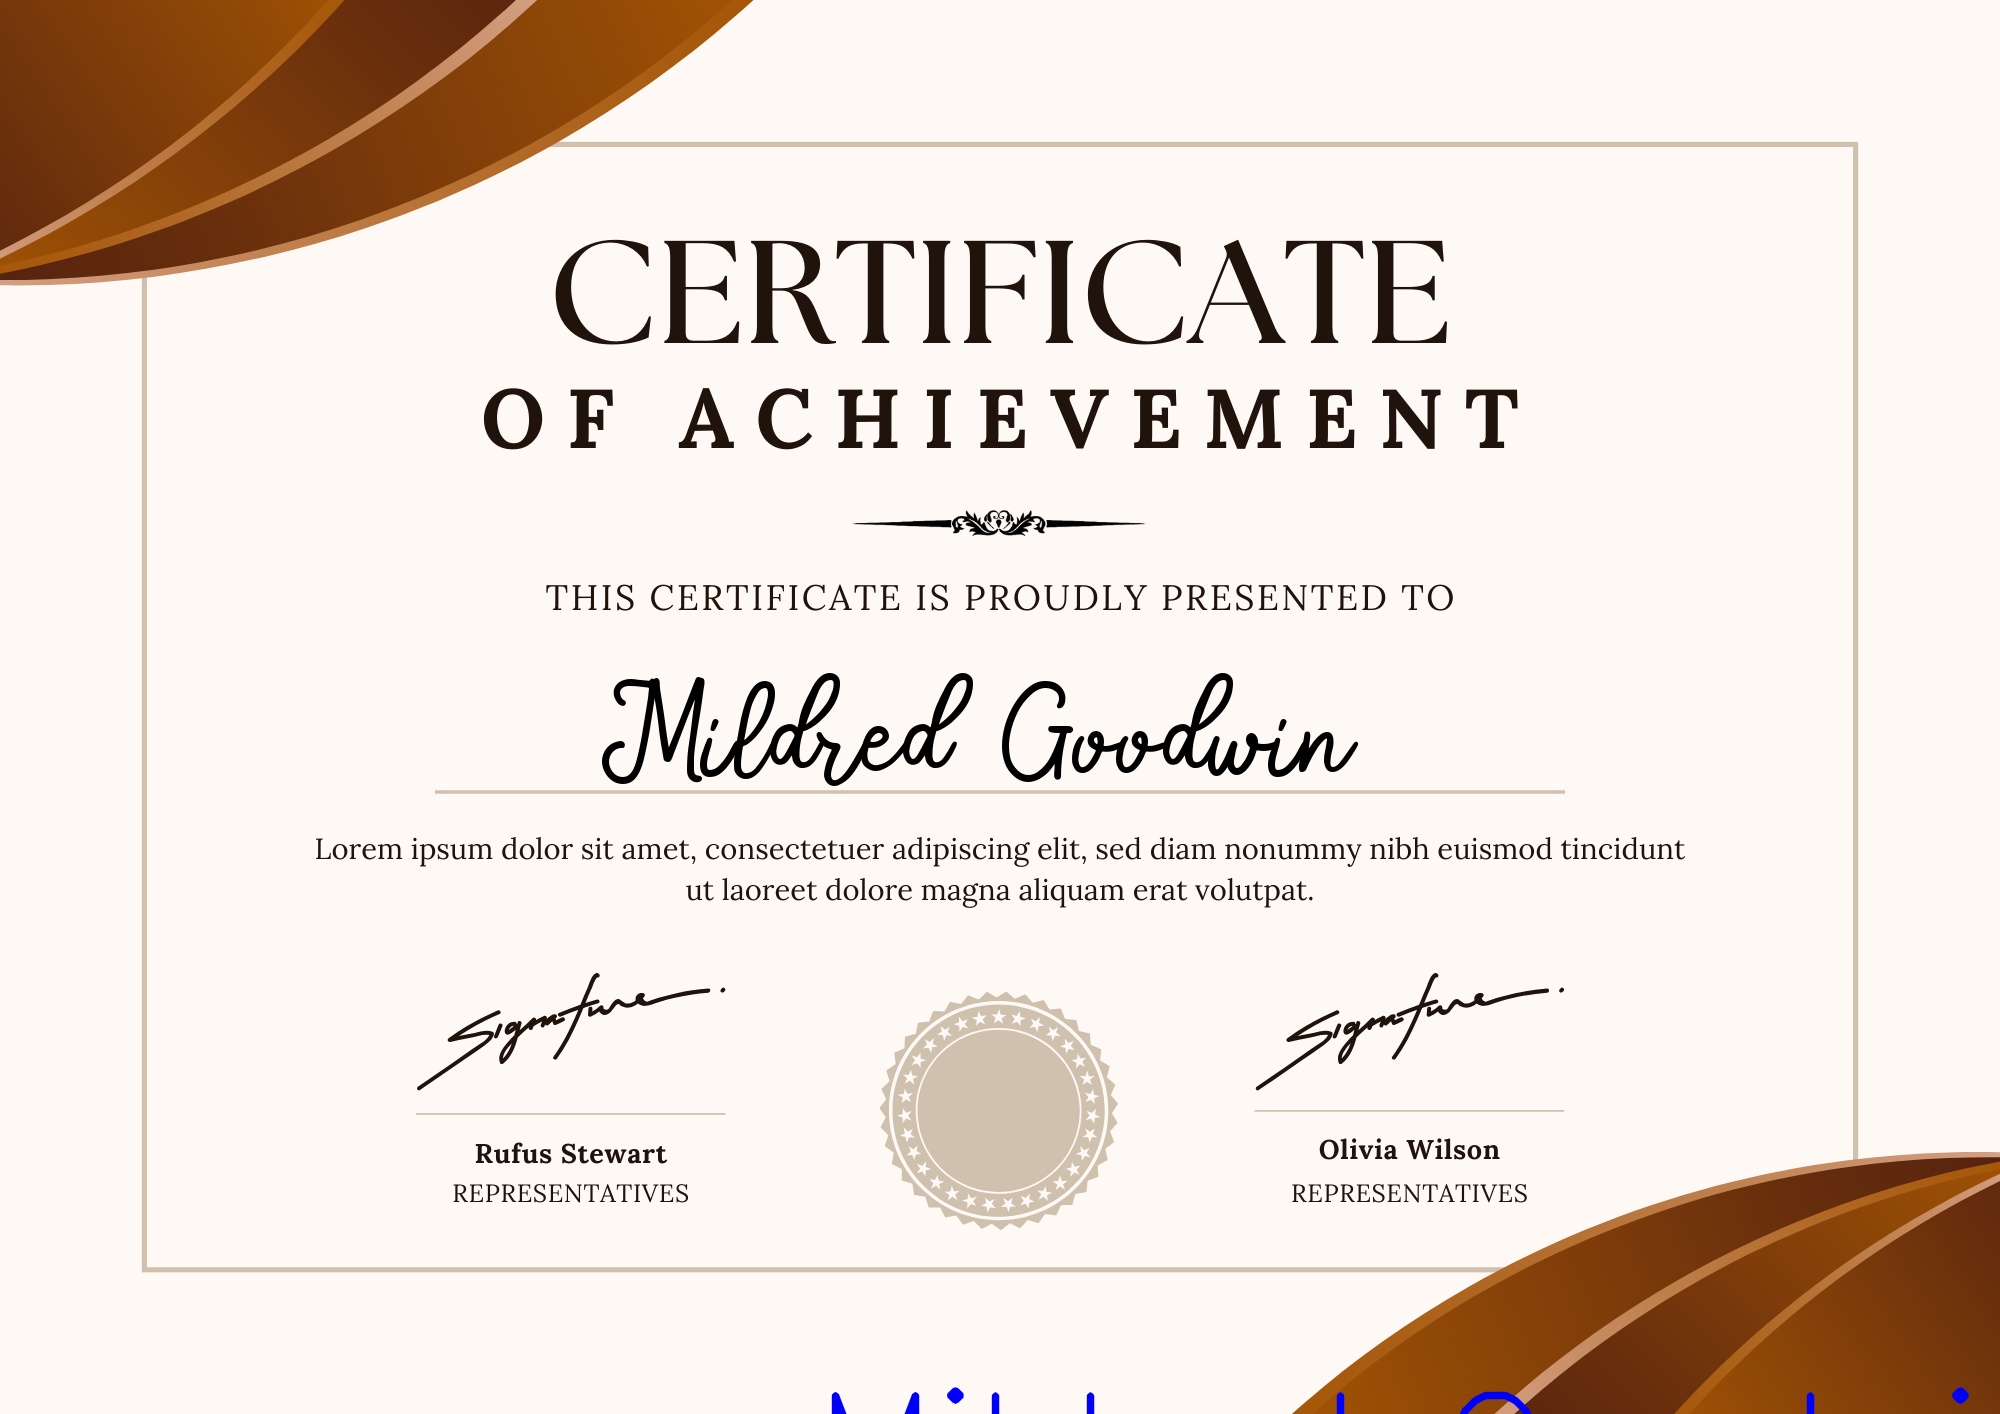 CERTIFICATE
OF ACHIEVEMENT
THIS CERTIFICATE IS PROUDLY PRESENTED TO
Mildred Goodwin
Lorem ipsum dolor sit amet, consectetuer adipiscing elit, sed diam nonummy nibh euismod tincidunt
ut laoreet dolore magna aliquam erat volutpat.
Signature Signature
Rufus Stewart Olivia Wilson
REPRESENTATIVES REPRESENTATIVES